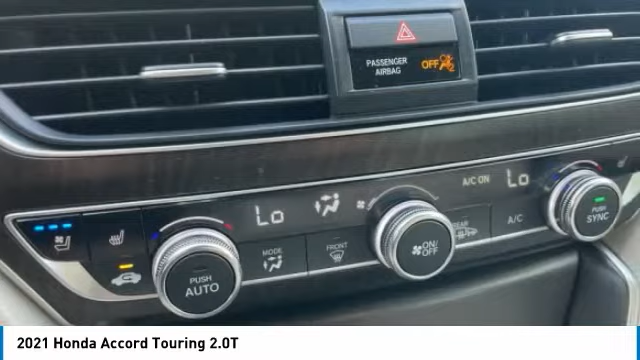 PASSENGER
AIRBAG
OFF
2
Lo
A/C ON
Lo
PUSH
AUTO
MODE
FRONT
ON/
OFF
REAR
A/C
PUSH
SYNC
2021 Honda Accord Touring 2.0T